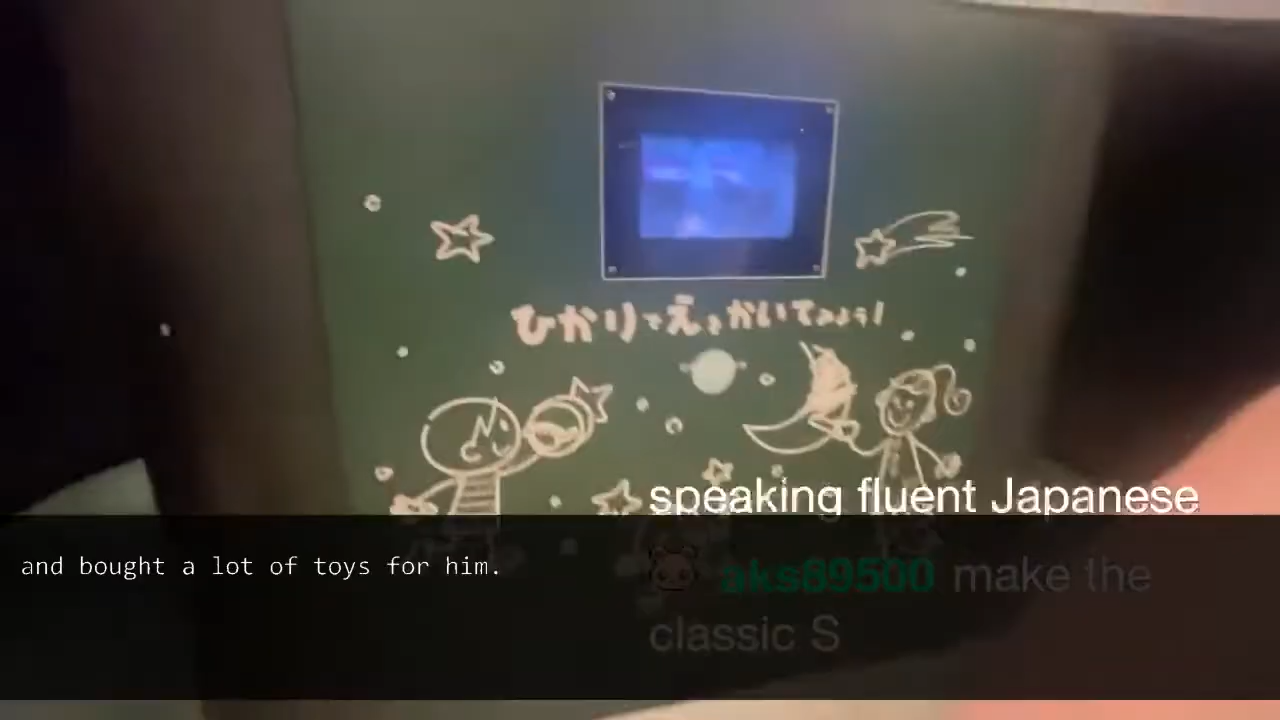 ひかりでえをかいてみよう!
speaking fluent Japanese
and bought a lot of toys for him.
aks89500 make the
classic S